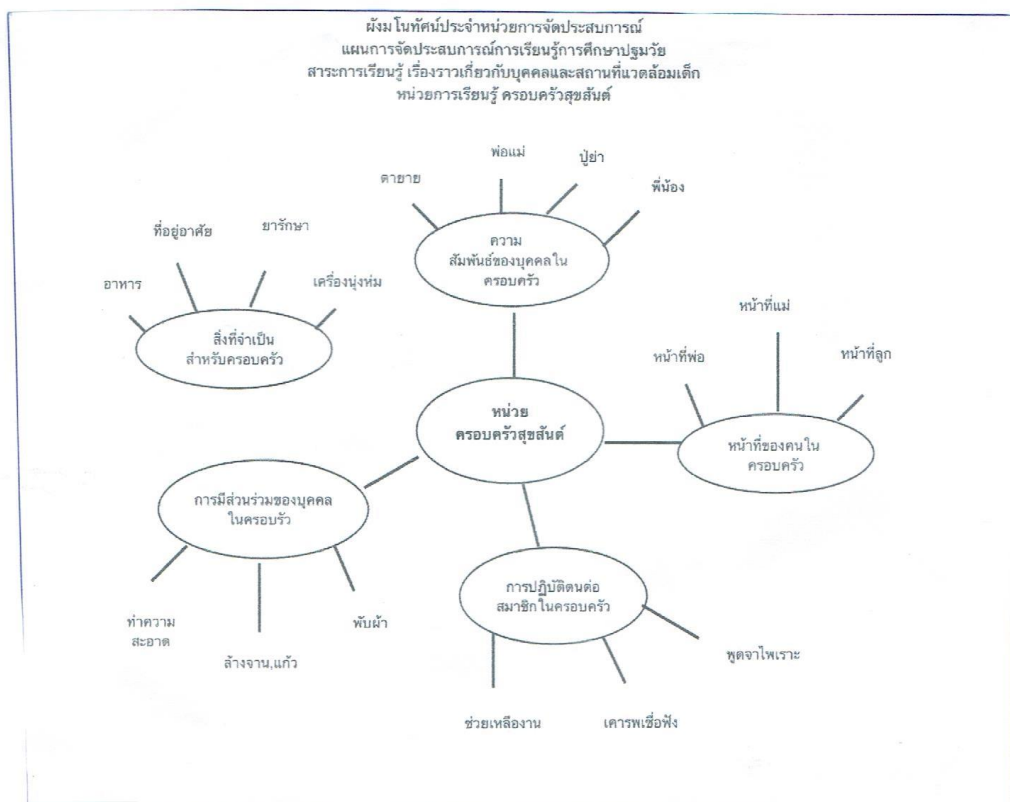 ผังมโนทัศน์ประจำหน่วยการจัดประสบการณ์
แผนการจัดประสบการณ์การเรียนรู้การศึกษาปฐมวัย
สาระการเรียนรู้ เรื่องราวเกี่ยวกับบุคคลและสถานที่แวดล้อมเด็ก
หน่วยการเรียนรู้ ครอบครัวสุขสันต์
พ่อแม่
ปู่ย่า
ตายาย
พี่น้อง
ความ
สัมพันธ์ของบุคคลใน
ครอบครัว
ที่อยู่อาศัย
ยารักษา
อาหาร
เครื่องนุ่งห่ม
สิ่งที่จำเป็น
สำหรับครอบครัว
หน้าที่แม่
หน้าที่พ่อ
หน้าที่ลูก
หน้าที่ของคนใน
ครอบครัว
หน่วย
ครอบครัวสุขสันต์
การมีส่วนร่วมของบุคคล
ในครอบรัว
ทำความ
สะอาด
ล้างจาน,แก้ว
พับผ้า
การปฏิบัติตนต่อ
สมาชิกในครอบครัว
พูดจาไพเราะ
ช่วยเหลืองาน
เคารพเชื่อฟัง